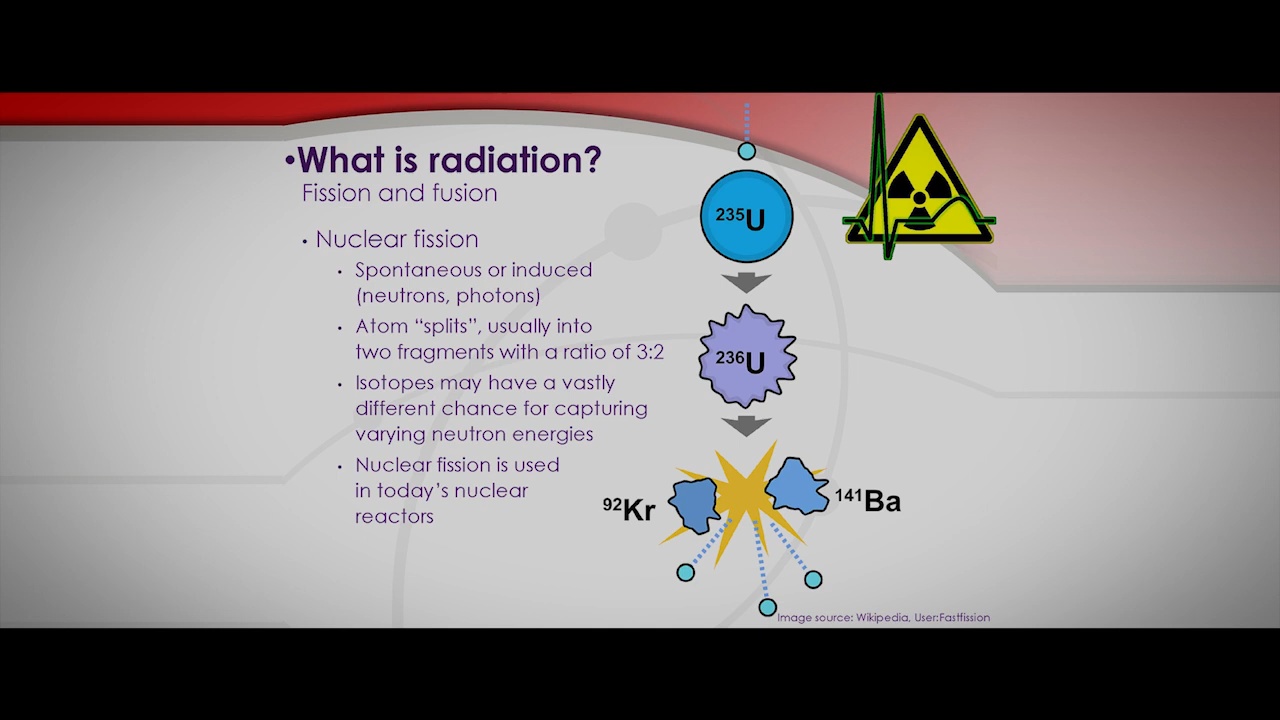 •What is radiation?
Fission and fusion
• Nuclear fission
• Spontaneous or induced
(neutrons, photons)
• Atom “splits”, usually into
two fragments with a ratio of 3:2
• Isotopes may have a vastly
different chance for capturing
varying neutron energies
• Nuclear fission is used
in today’s nuclear
reactors
²³⁵U
²³⁶U
⁹²Kr
¹⁴¹Ba
Image source: Wikipedia, User:Fastfission